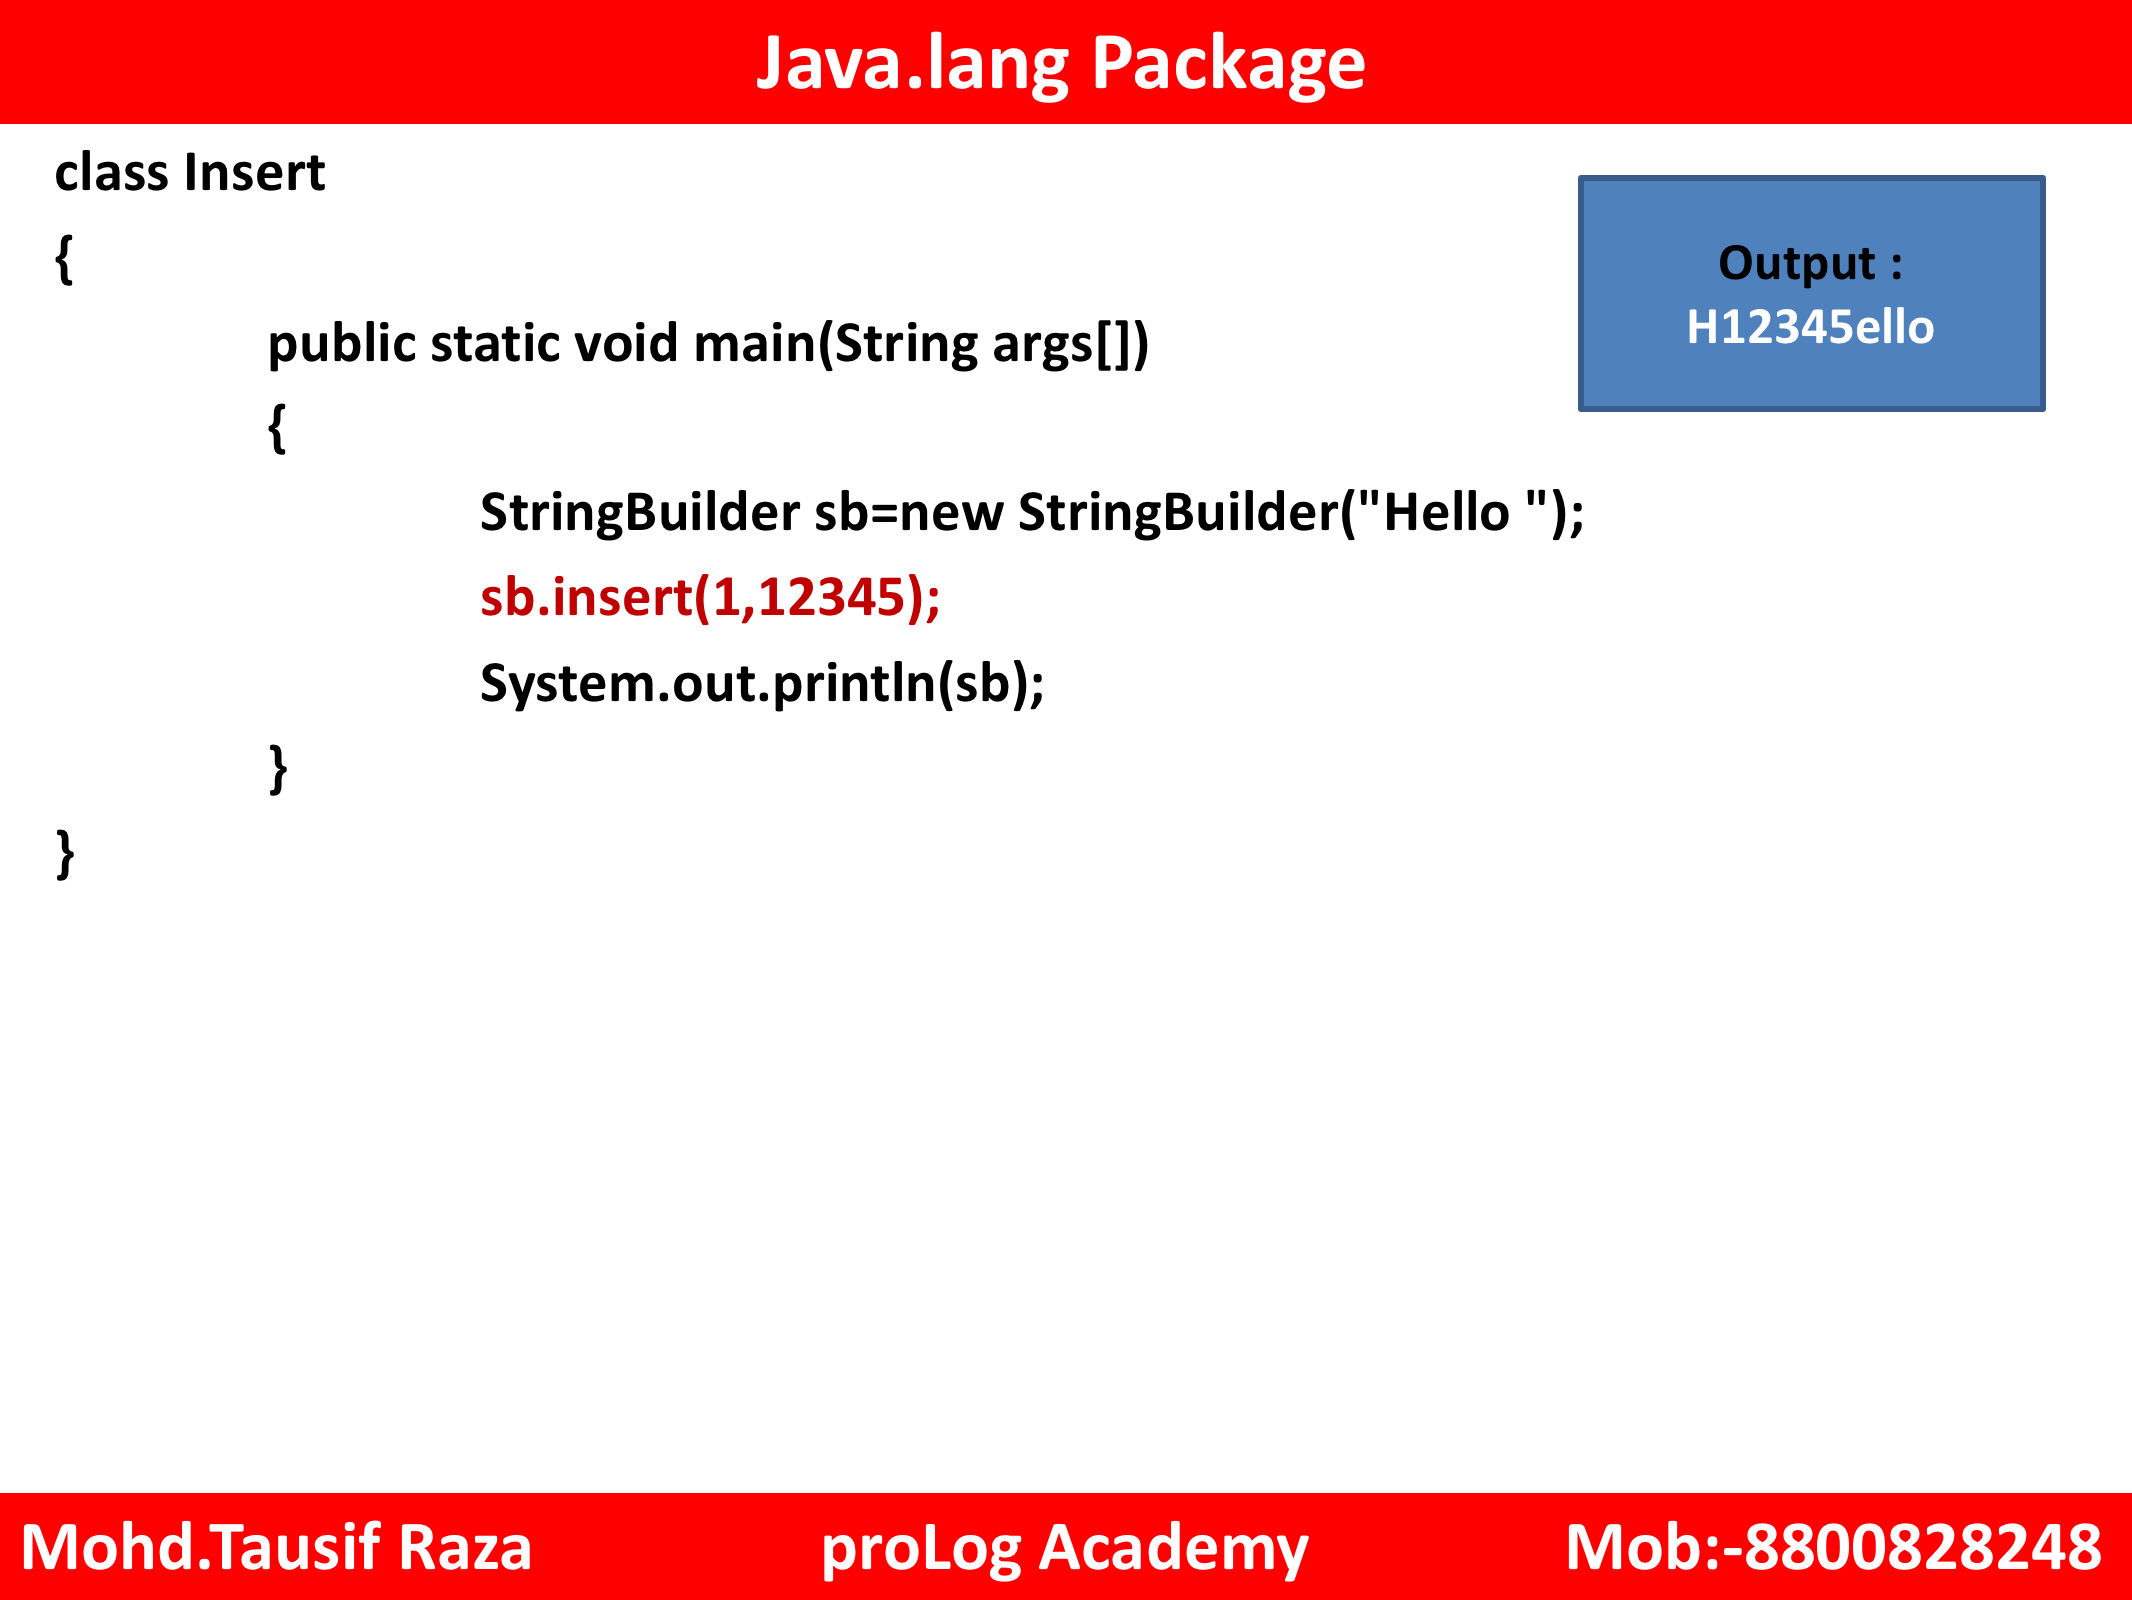 Java.lang Package
class Insert
{
public static void main(String args[])
{
StringBuilder sb=new StringBuilder("Hello ");
sb.insert(1,12345);
System.out.println(sb);
}
}
Output :
H12345ello
Mohd.Tausif Raza proLog Academy Mob:-8800828248